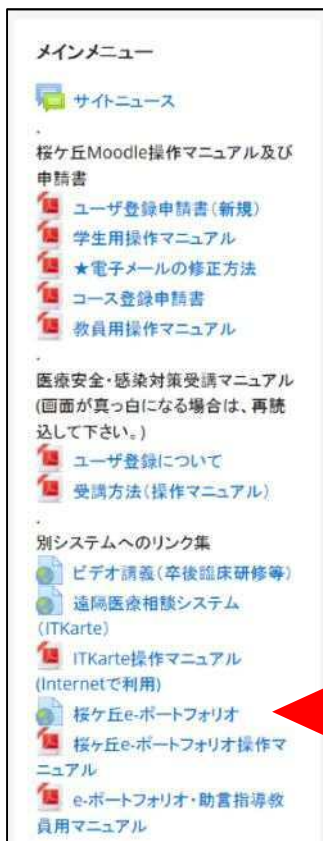 メインメニュー
サイトニュース
.
桜ケ丘Moodle操作マニュアル及び
申請書
ユーザ登録申請書(新規)
学生用操作マニュアル
★電子メールの修正方法
コース登録申請書
教員用操作マニュアル
.
医療安全・感染対策受講マニュアル
(画面が真っ白になる場合は、再読
込して下さい。)
ユーザ登録について
受講方法(操作マニュアル)
.
別システムへのリンク集
ビデオ講義(卒後臨床研修等)
遠隔医療相談システム
(ITKarte)
ITKarte操作マニュアル
(Internetで利用)
桜ケ丘e-ポートフォリオ
桜ヶ丘e-ポートフォリオ操作マ
ニュアル
e-ポートフォリオ・助言指導教
員用マニュアル